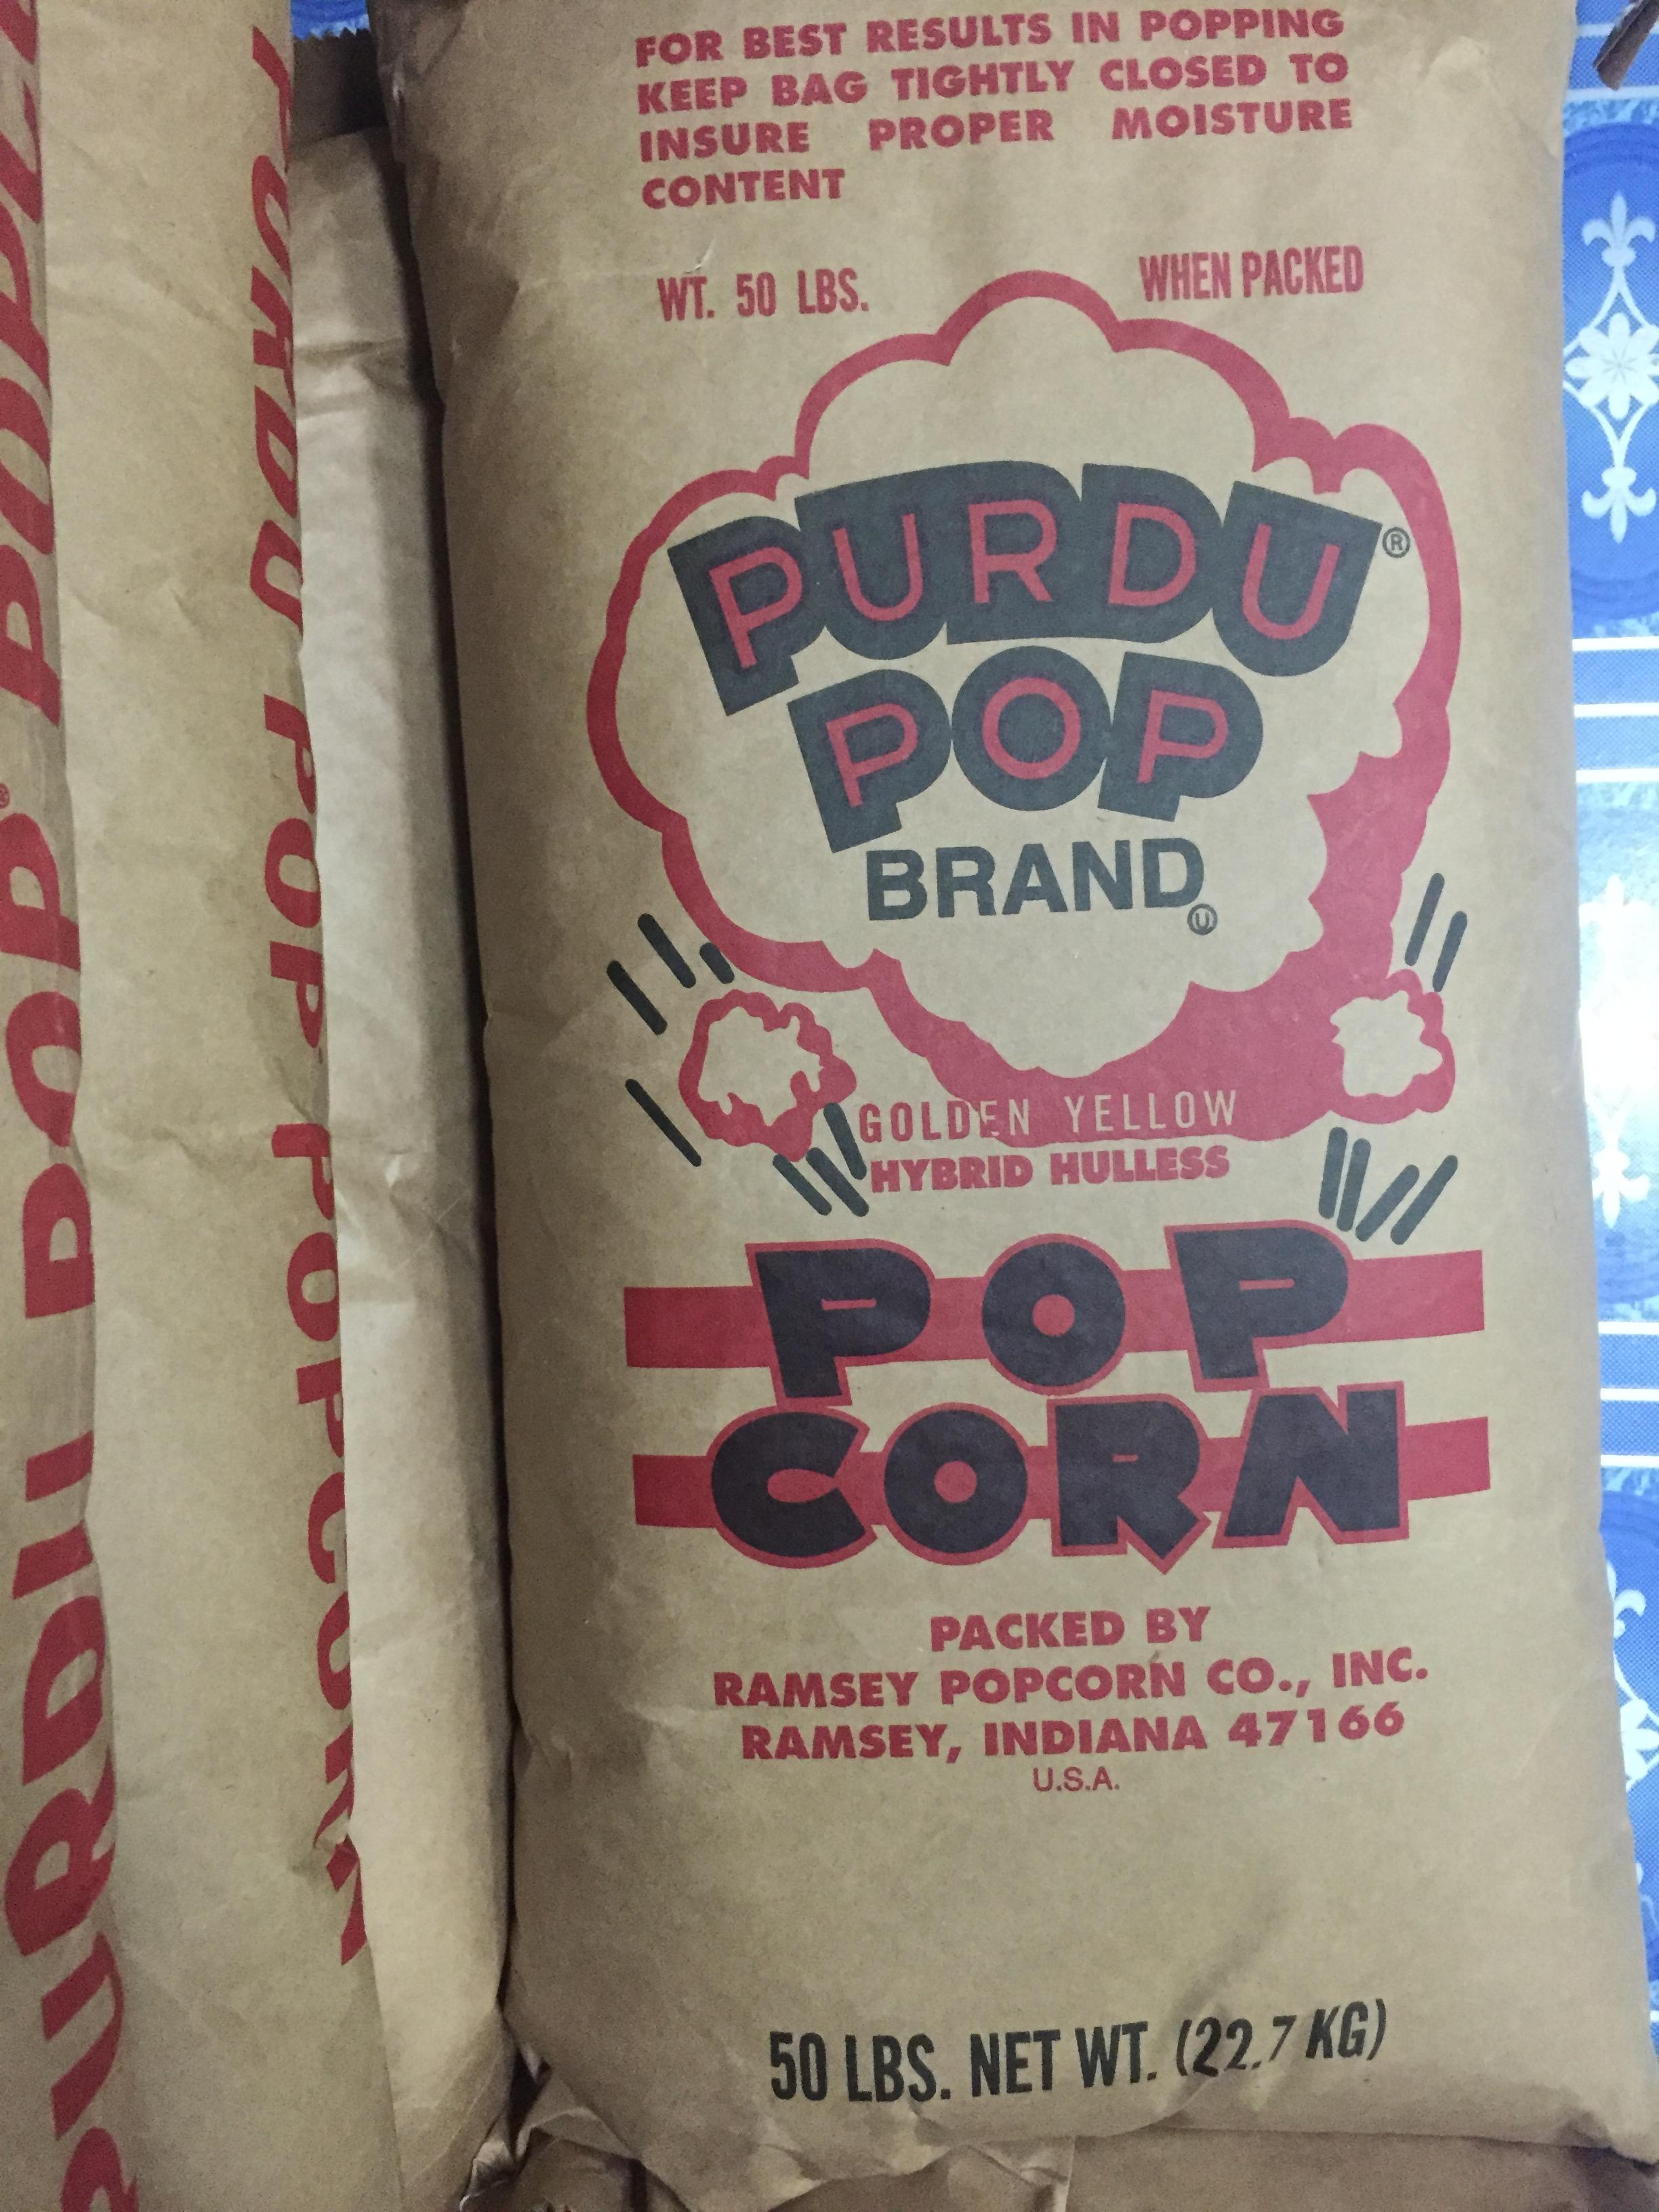 FOR BEST RESULTS IN POPPING
KEEP BAG TIGHTLY CLOSED TO
INSURE PROPER MOISTURE
CONTENT
WT. 50 LBS.
WHEN PACKED
PURDU®
POP
BRAND Ⓤ
GOLDEN YELLOW
HYBRID HULLESS
POP
CORN
PACKED BY
RAMSEY POPCORN CO., INC.
RAMSEY, INDIANA 47166
U.S.A.
50 LBS. NET WT. (22.7 KG)
PURDU POP®
PURDU POP POPCORN